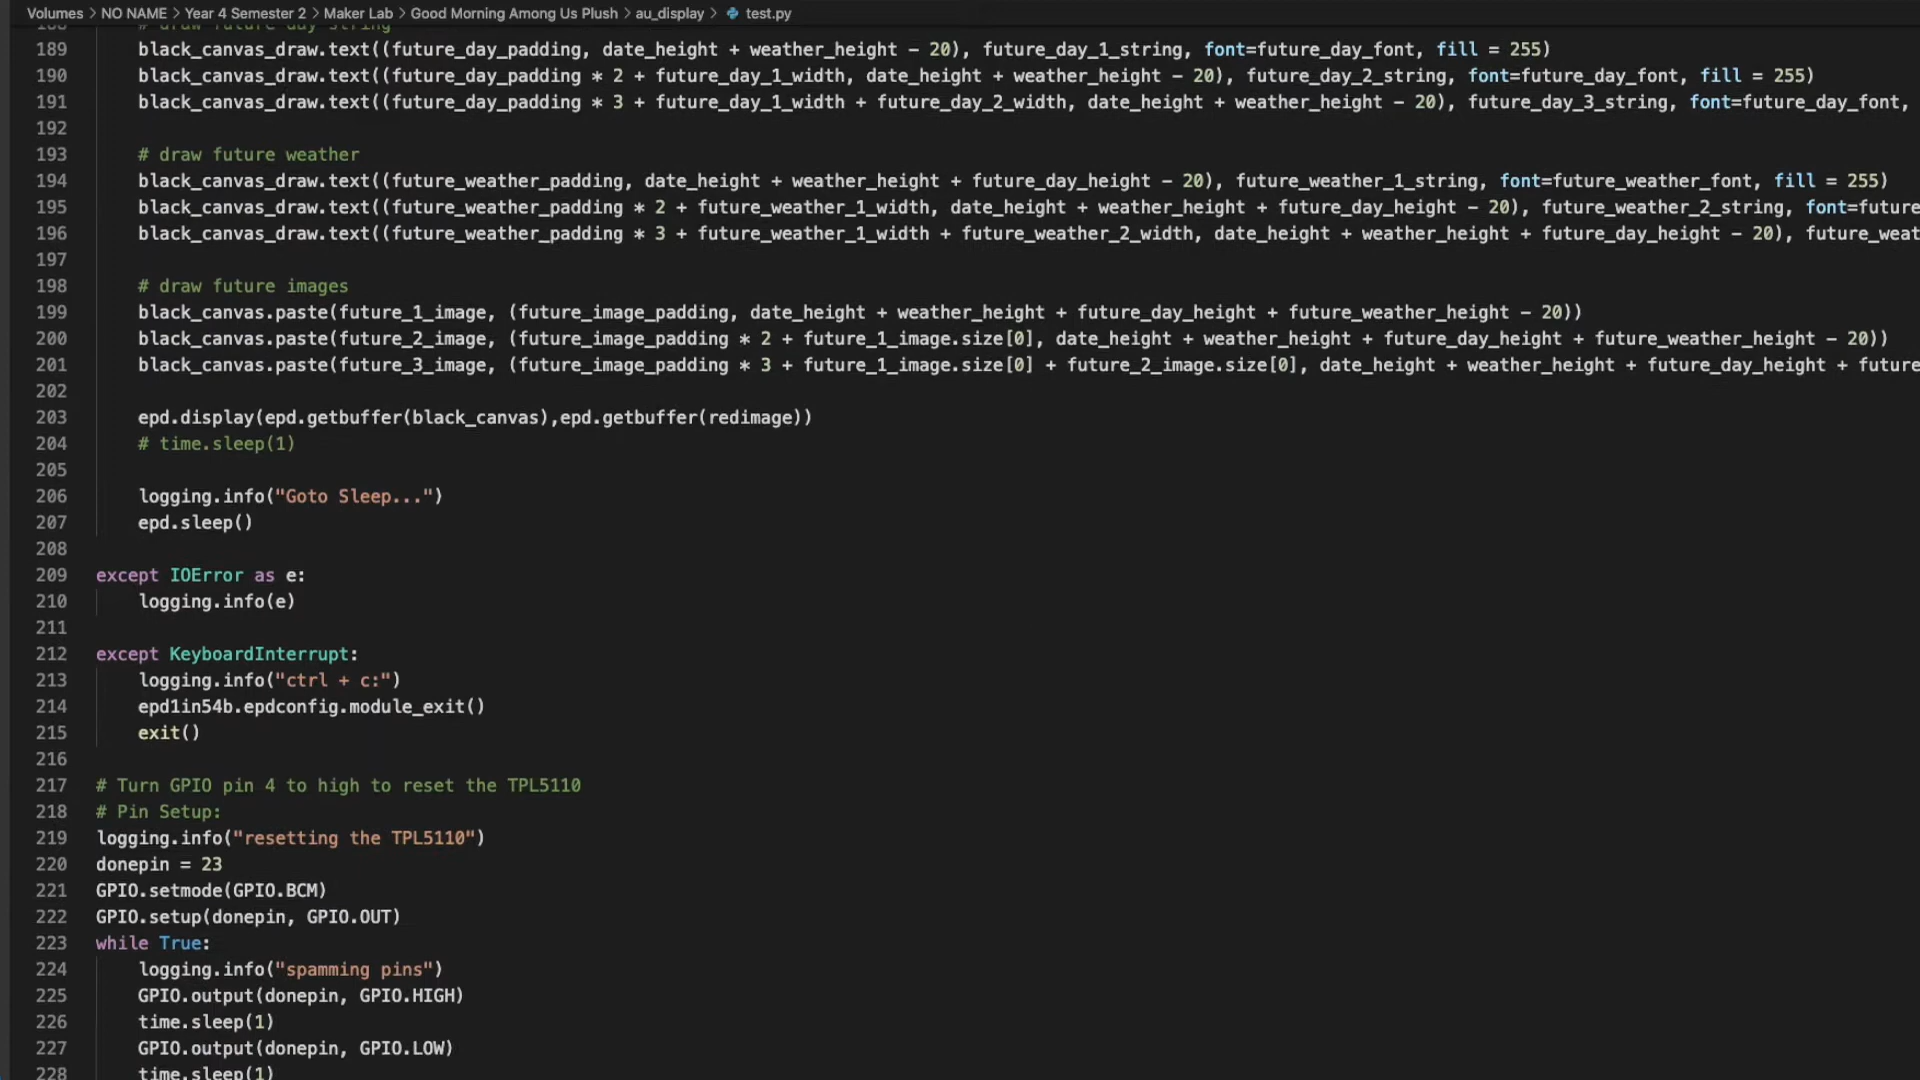 Volumes > NO NAME > Year 4 Semester 2 > Maker Lab > Good Morning Among Us Plush > au_display > test.py
188 # draw future day string
189 black_canvas_draw.text((future_day_padding, date_height + weather_height - 20), future_day_1_string, font=future_day_font, fill = 255)
190 black_canvas_draw.text((future_day_padding * 2 + future_day_1_width, date_height + weather_height - 20), future_day_2_string, font=future_day_font, fill = 255)
191 black_canvas_draw.text((future_day_padding * 3 + future_day_1_width + future_day_2_width, date_height + weather_height - 20), future_day_3_string, font=future_day_font,
192
193 # draw future weather
194 black_canvas_draw.text((future_weather_padding, date_height + weather_height + future_day_height - 20), future_weather_1_string, font=future_weather_font, fill = 255)
195 black_canvas_draw.text((future_weather_padding * 2 + future_weather_1_width, date_height + weather_height + future_day_height - 20), future_weather_2_string, font=future
196 black_canvas_draw.text((future_weather_padding * 3 + future_weather_1_width + future_weather_2_width, date_height + weather_height + future_day_height - 20), future_weat
197
198 # draw future images
199 black_canvas.paste(future_1_image, (future_image_padding, date_height + weather_height + future_day_height + future_weather_height - 20))
200 black_canvas.paste(future_2_image, (future_image_padding * 2 + future_1_image.size[0], date_height + weather_height + future_day_height + future_weather_height - 20))
201 black_canvas.paste(future_3_image, (future_image_padding * 3 + future_1_image.size[0] + future_2_image.size[0], date_height + weather_height + future_day_height + future
202
203 epd.display(epd.getbuffer(black_canvas),epd.getbuffer(redimage))
204 # time.sleep(1)
205
206 logging.info("Goto Sleep...")
207 epd.sleep()
208
209 except IOError as e:
210 logging.info(e)
211
212 except KeyboardInterrupt:
213 logging.info("ctrl + c:")
214 epd1in54b.epdconfig.module_exit()
215 exit()
216
217 # Turn GPIO pin 4 to high to reset the TPL5110
218 # Pin Setup:
219 logging.info("resetting the TPL5110")
220 donepin = 23
221 GPIO.setmode(GPIO.BCM)
222 GPIO.setup(donepin, GPIO.OUT)
223 while True:
224 logging.info("spamming pins")
225 GPIO.output(donepin, GPIO.HIGH)
226 time.sleep(1)
227 GPIO.output(donepin, GPIO.LOW)
228 time.sleep(1)